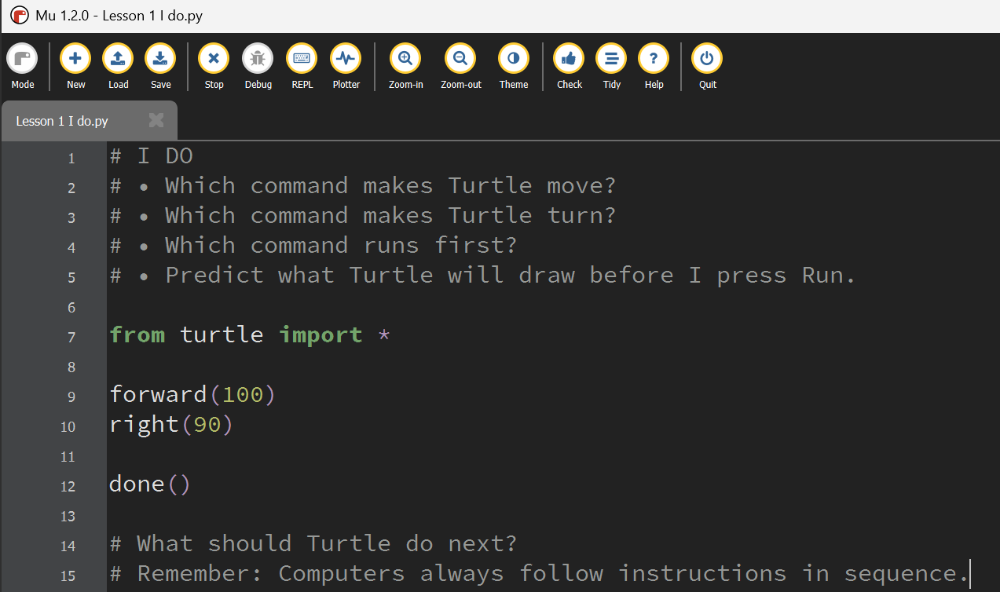 Mu 1.2.0 - Lesson 1 I do.py
Mode New Load Save Stop Debug REPL Plotter Zoom-in Zoom-out Theme Check Tidy Help Quit
Lesson 1 I do.py
1 # I DO
2 # • Which command makes Turtle move?
3 # • Which command makes Turtle turn?
4 # • Which command runs first?
5 # • Predict what Turtle will draw before I press Run.
6
7 from turtle import *
8
9 forward(100)
10 right(90)
11
12 done()
13
14 # What should Turtle do next?
15 # Remember: Computers always follow instructions in sequence.